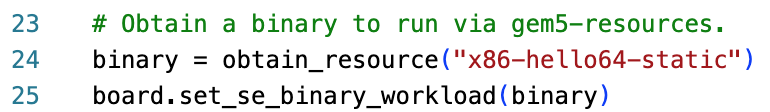 23 # Obtain a binary to run via gem5-resources.
24 binary = obtain_resource("x86-hello64-static")
25 board.set_se_binary_workload(binary)